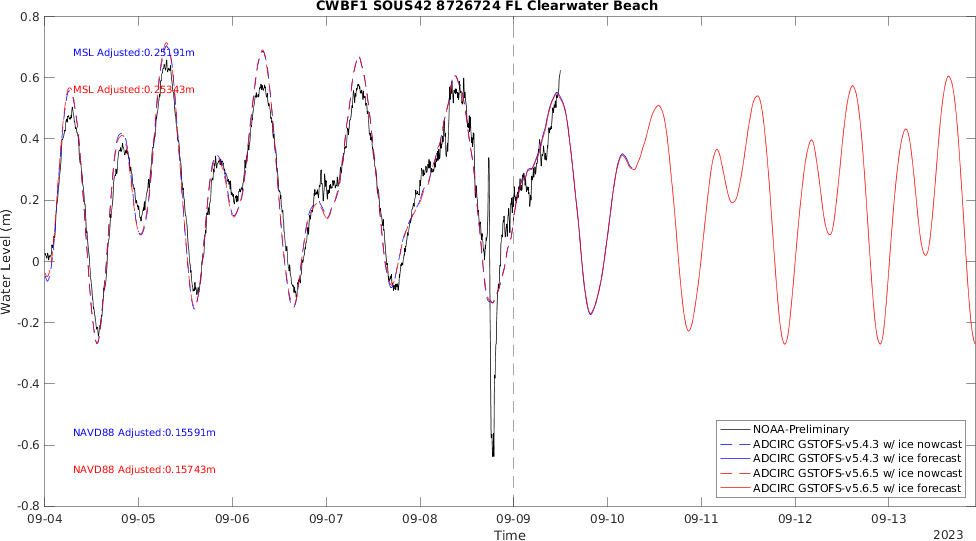 CWBF1 SOUS42 8726724 FL Clearwater Beach
0.8
MSL Adjusted:0.25191m
0.6
MSL Adjusted:0.25343m
0.4
0.2
0
-0.2
-0.4
-0.6
-0.8
Water Level (m)
NAVD88 Adjusted:0.15591m
NAVD88 Adjusted:0.15743m
NOAA-Preliminary
ADCIRC GSTOFS-v5.4.3 w/ ice nowcast
ADCIRC GSTOFS-v5.4.3 w/ ice forecast
ADCIRC GSTOFS-v5.6.5 w/ ice nowcast
ADCIRC GSTOFS-v5.6.5 w/ ice forecast
09-04 09-05 09-06 09-07 09-08 09-09 09-10 09-11 09-12 09-13
Time
2023